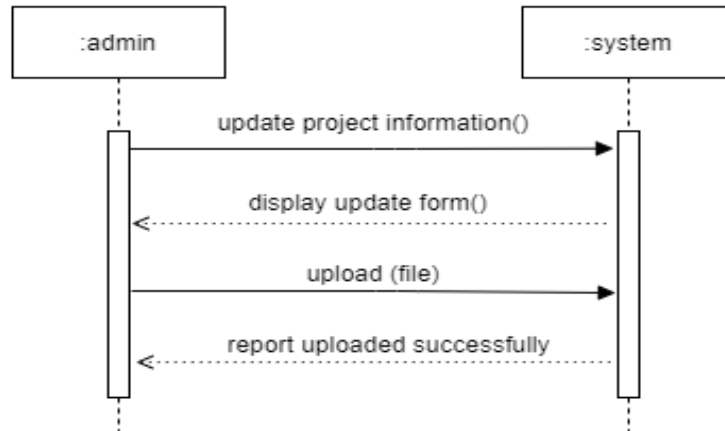 :admin
:system
update project information()
display update form()
upload (file)
report uploaded successfully